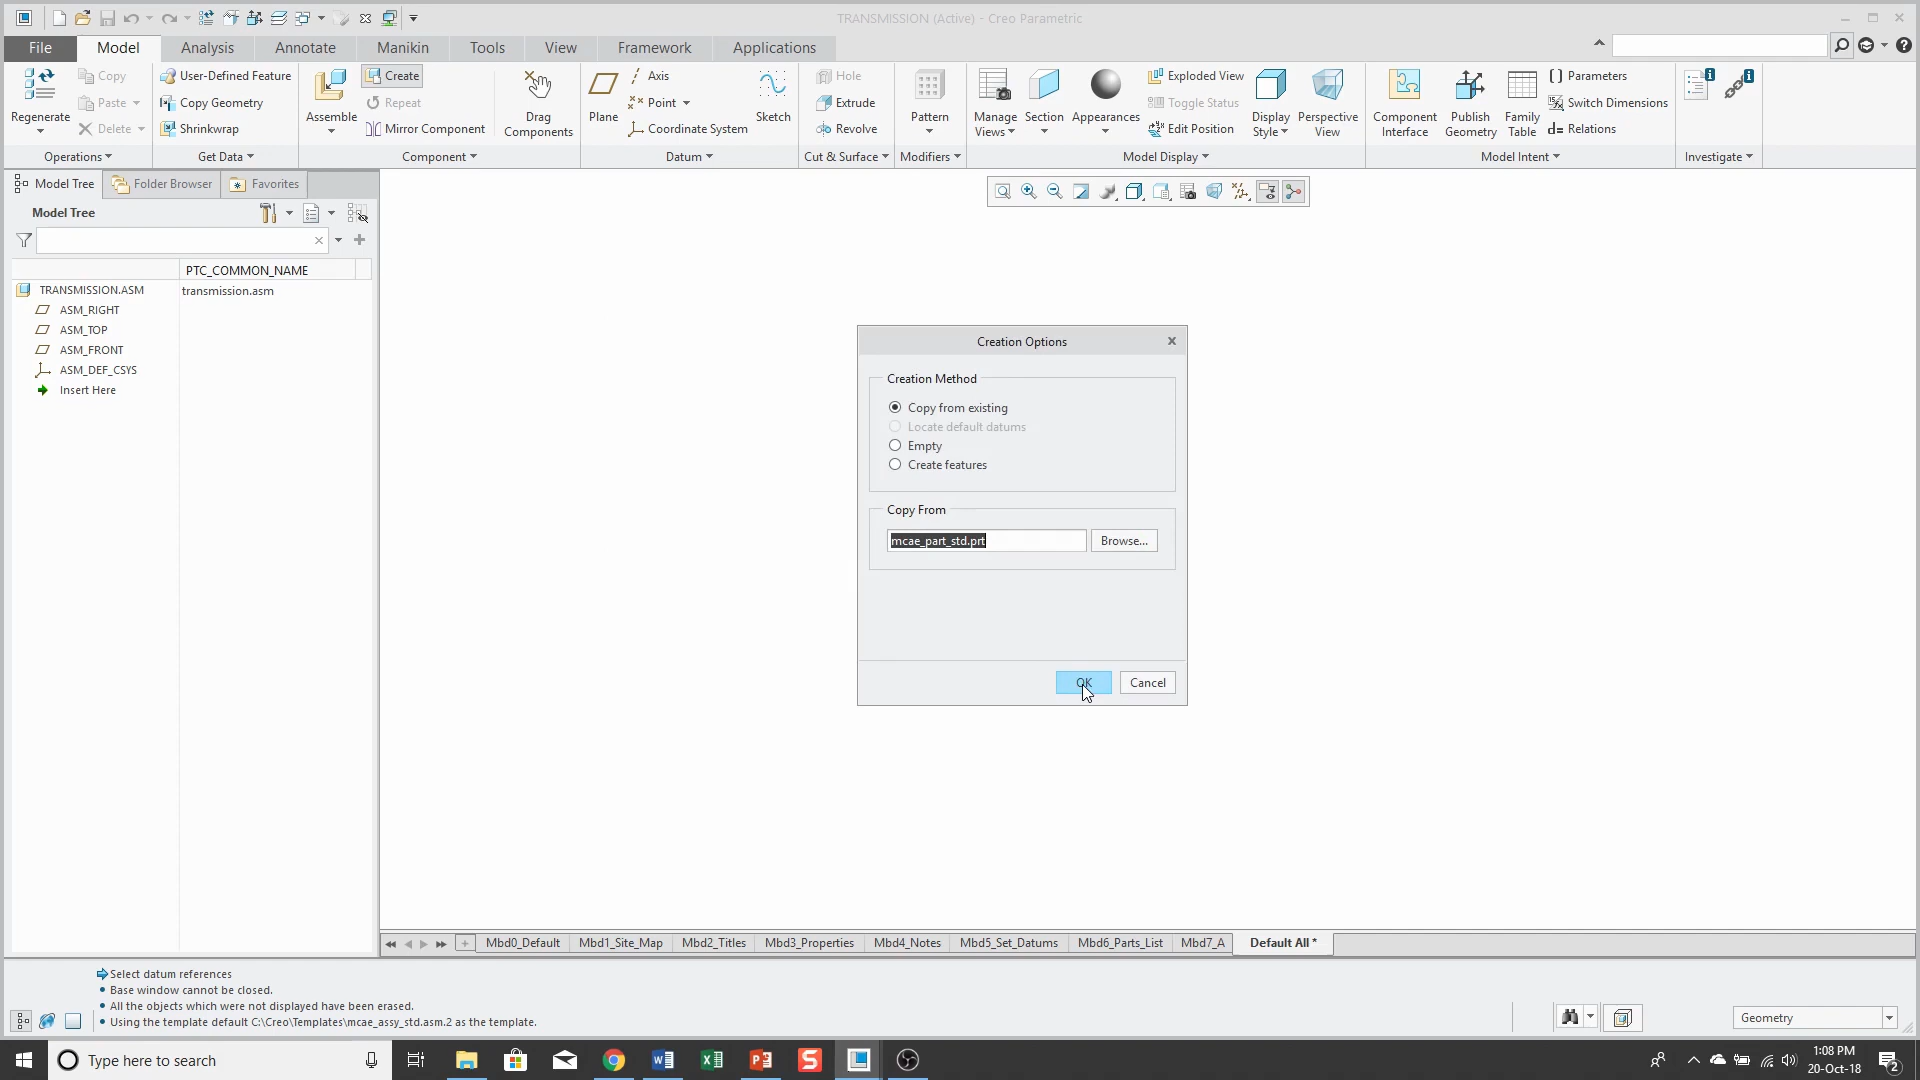 TRANSMISSION (Active) - Creo Parametric
File Model Analysis Annotate Manikin Tools View Framework Applications
Regenerate
Copy
Paste
Delete
Operations
User-Defined Feature
Copy Geometry
Shrinkwrap
Get Data
Assemble
Create
Repeat
Mirror Component
Drag
Components
Component
Plane
Axis
Point
Coordinate System
Sketch
Datum
Hole
Extrude
Revolve
Cut & Surface
Pattern
Modifiers
Manage
Views
Section
Appearances
Exploded View
Toggle Status
Edit Position
Display
Style
Perspective
View
Model Display
Component
Interface
Publish
Geometry
Family
Table
Parameters
Switch Dimensions
Relations
Model Intent
Investigate
Model Tree Folder Browser Favorites
Model Tree
PTC_COMMON_NAME
TRANSMISSION.ASM transmission.asm
ASM_RIGHT
ASM_TOP
ASM_FRONT
ASM_DEF_CSYS
Insert Here
Creation Options
Creation Method
Copy from existing
Locate default datums
Empty
Create features
Copy From
mcae_part_std.prt Browse...
OK Cancel
Mbd0_Default Mbd1_Site_Map Mbd2_Titles Mbd3_Properties Mbd4_Notes Mbd5_Set_Datums Mbd6_Parts_List Mbd7_A Default All *
Select datum references
• Base window cannot be closed.
• All the objects which were not displayed have been erased.
• Using the template default C:\Creo\Templates\mcae_assy_std.asm.2 as the template.
Geometry
Type here to search
1:08 PM
20-Oct-18
2